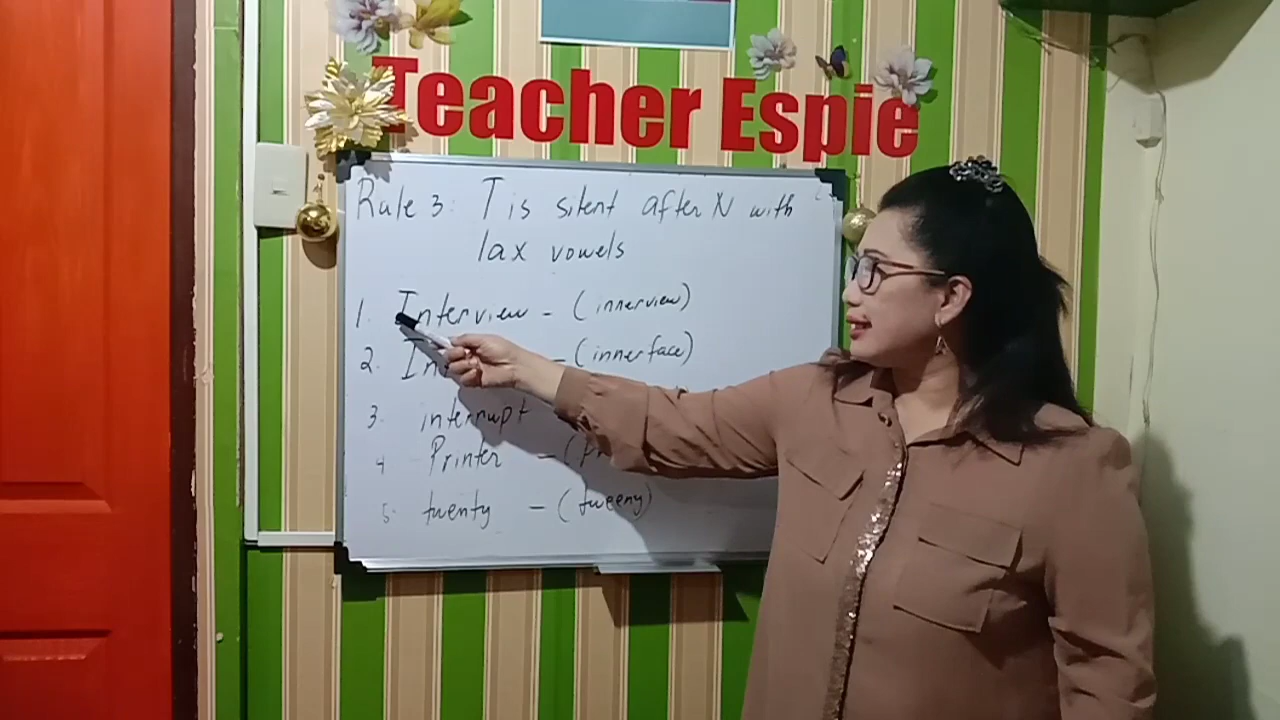 Teacher Espie
Rule 3: T is silent after N with
lax vowels
1. Interview - (innerview)
2. In - (innerface)
3. interrupt
4 Printer - (
5. twenty - (tweeny)